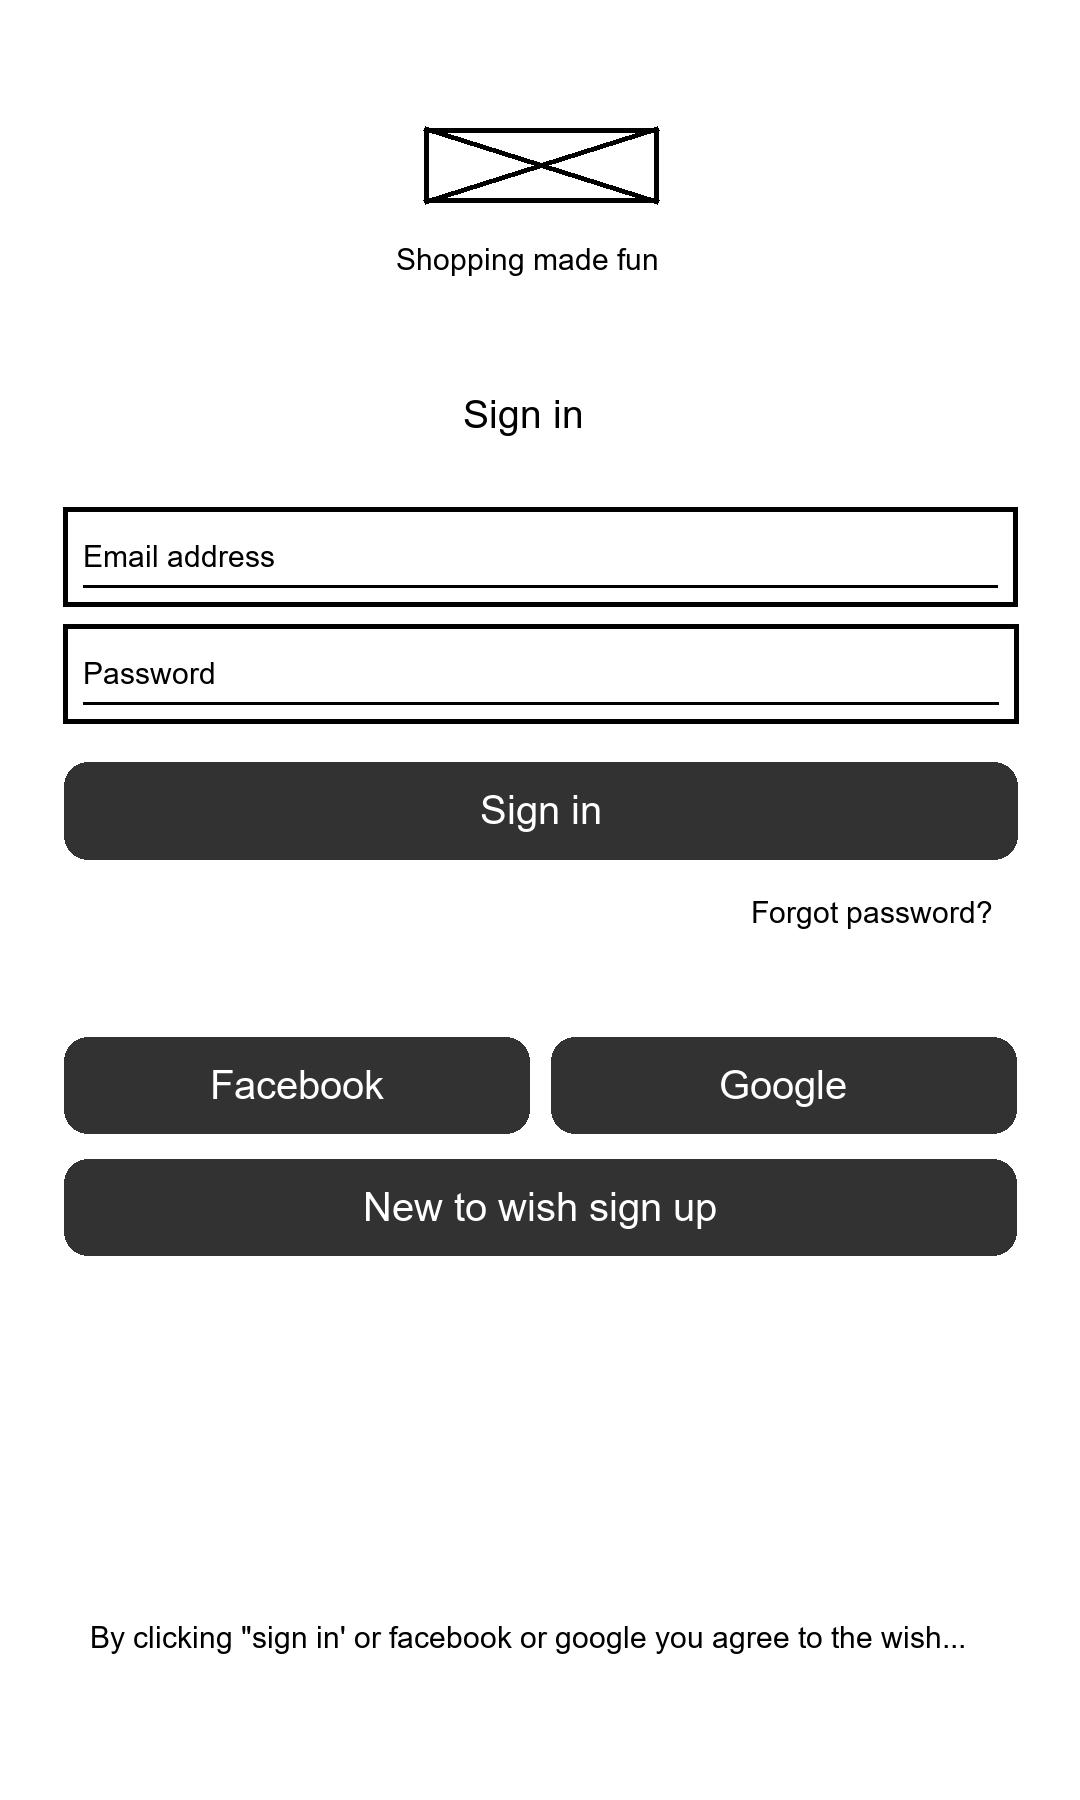 Shopping made fun
Sign in
Email address
Password
Sign in
Forgot password?
Facebook
Google
New to wish sign up
By clicking "sign in' or facebook or google you agree to the wish...